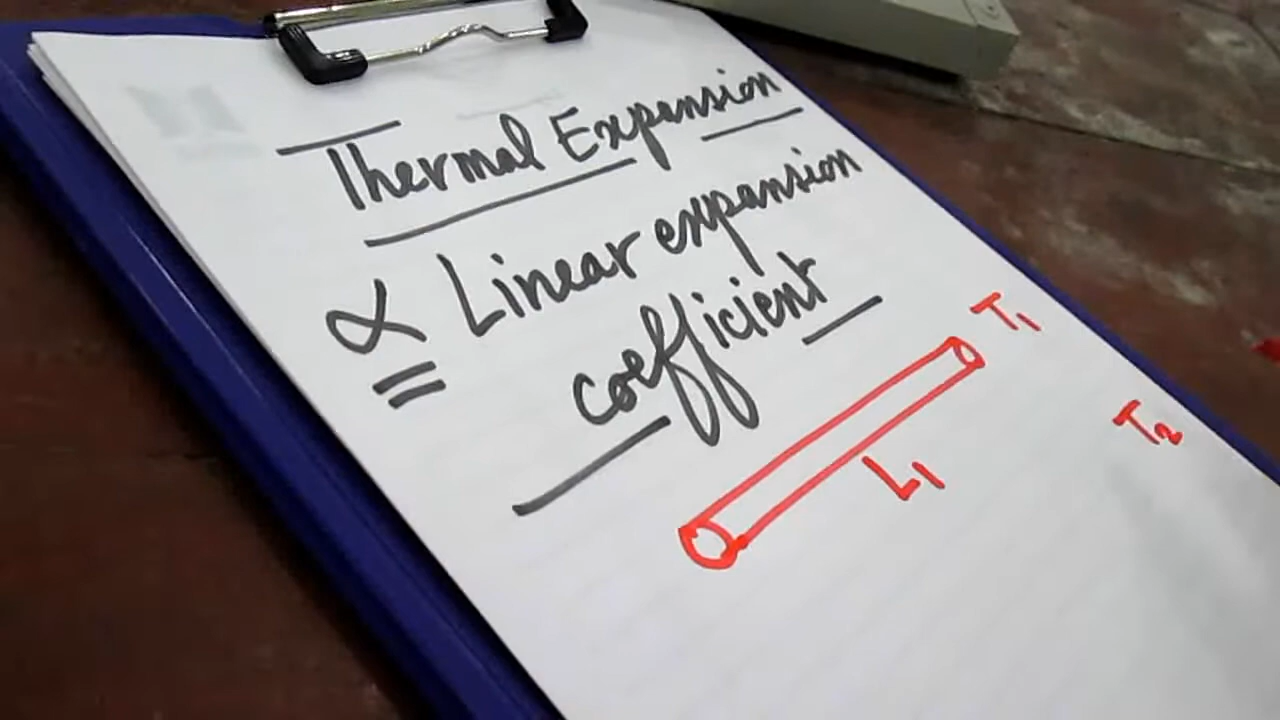 Thermal Expansion
∝ Linear expansion
coefficient
T₁
T₂
L₁